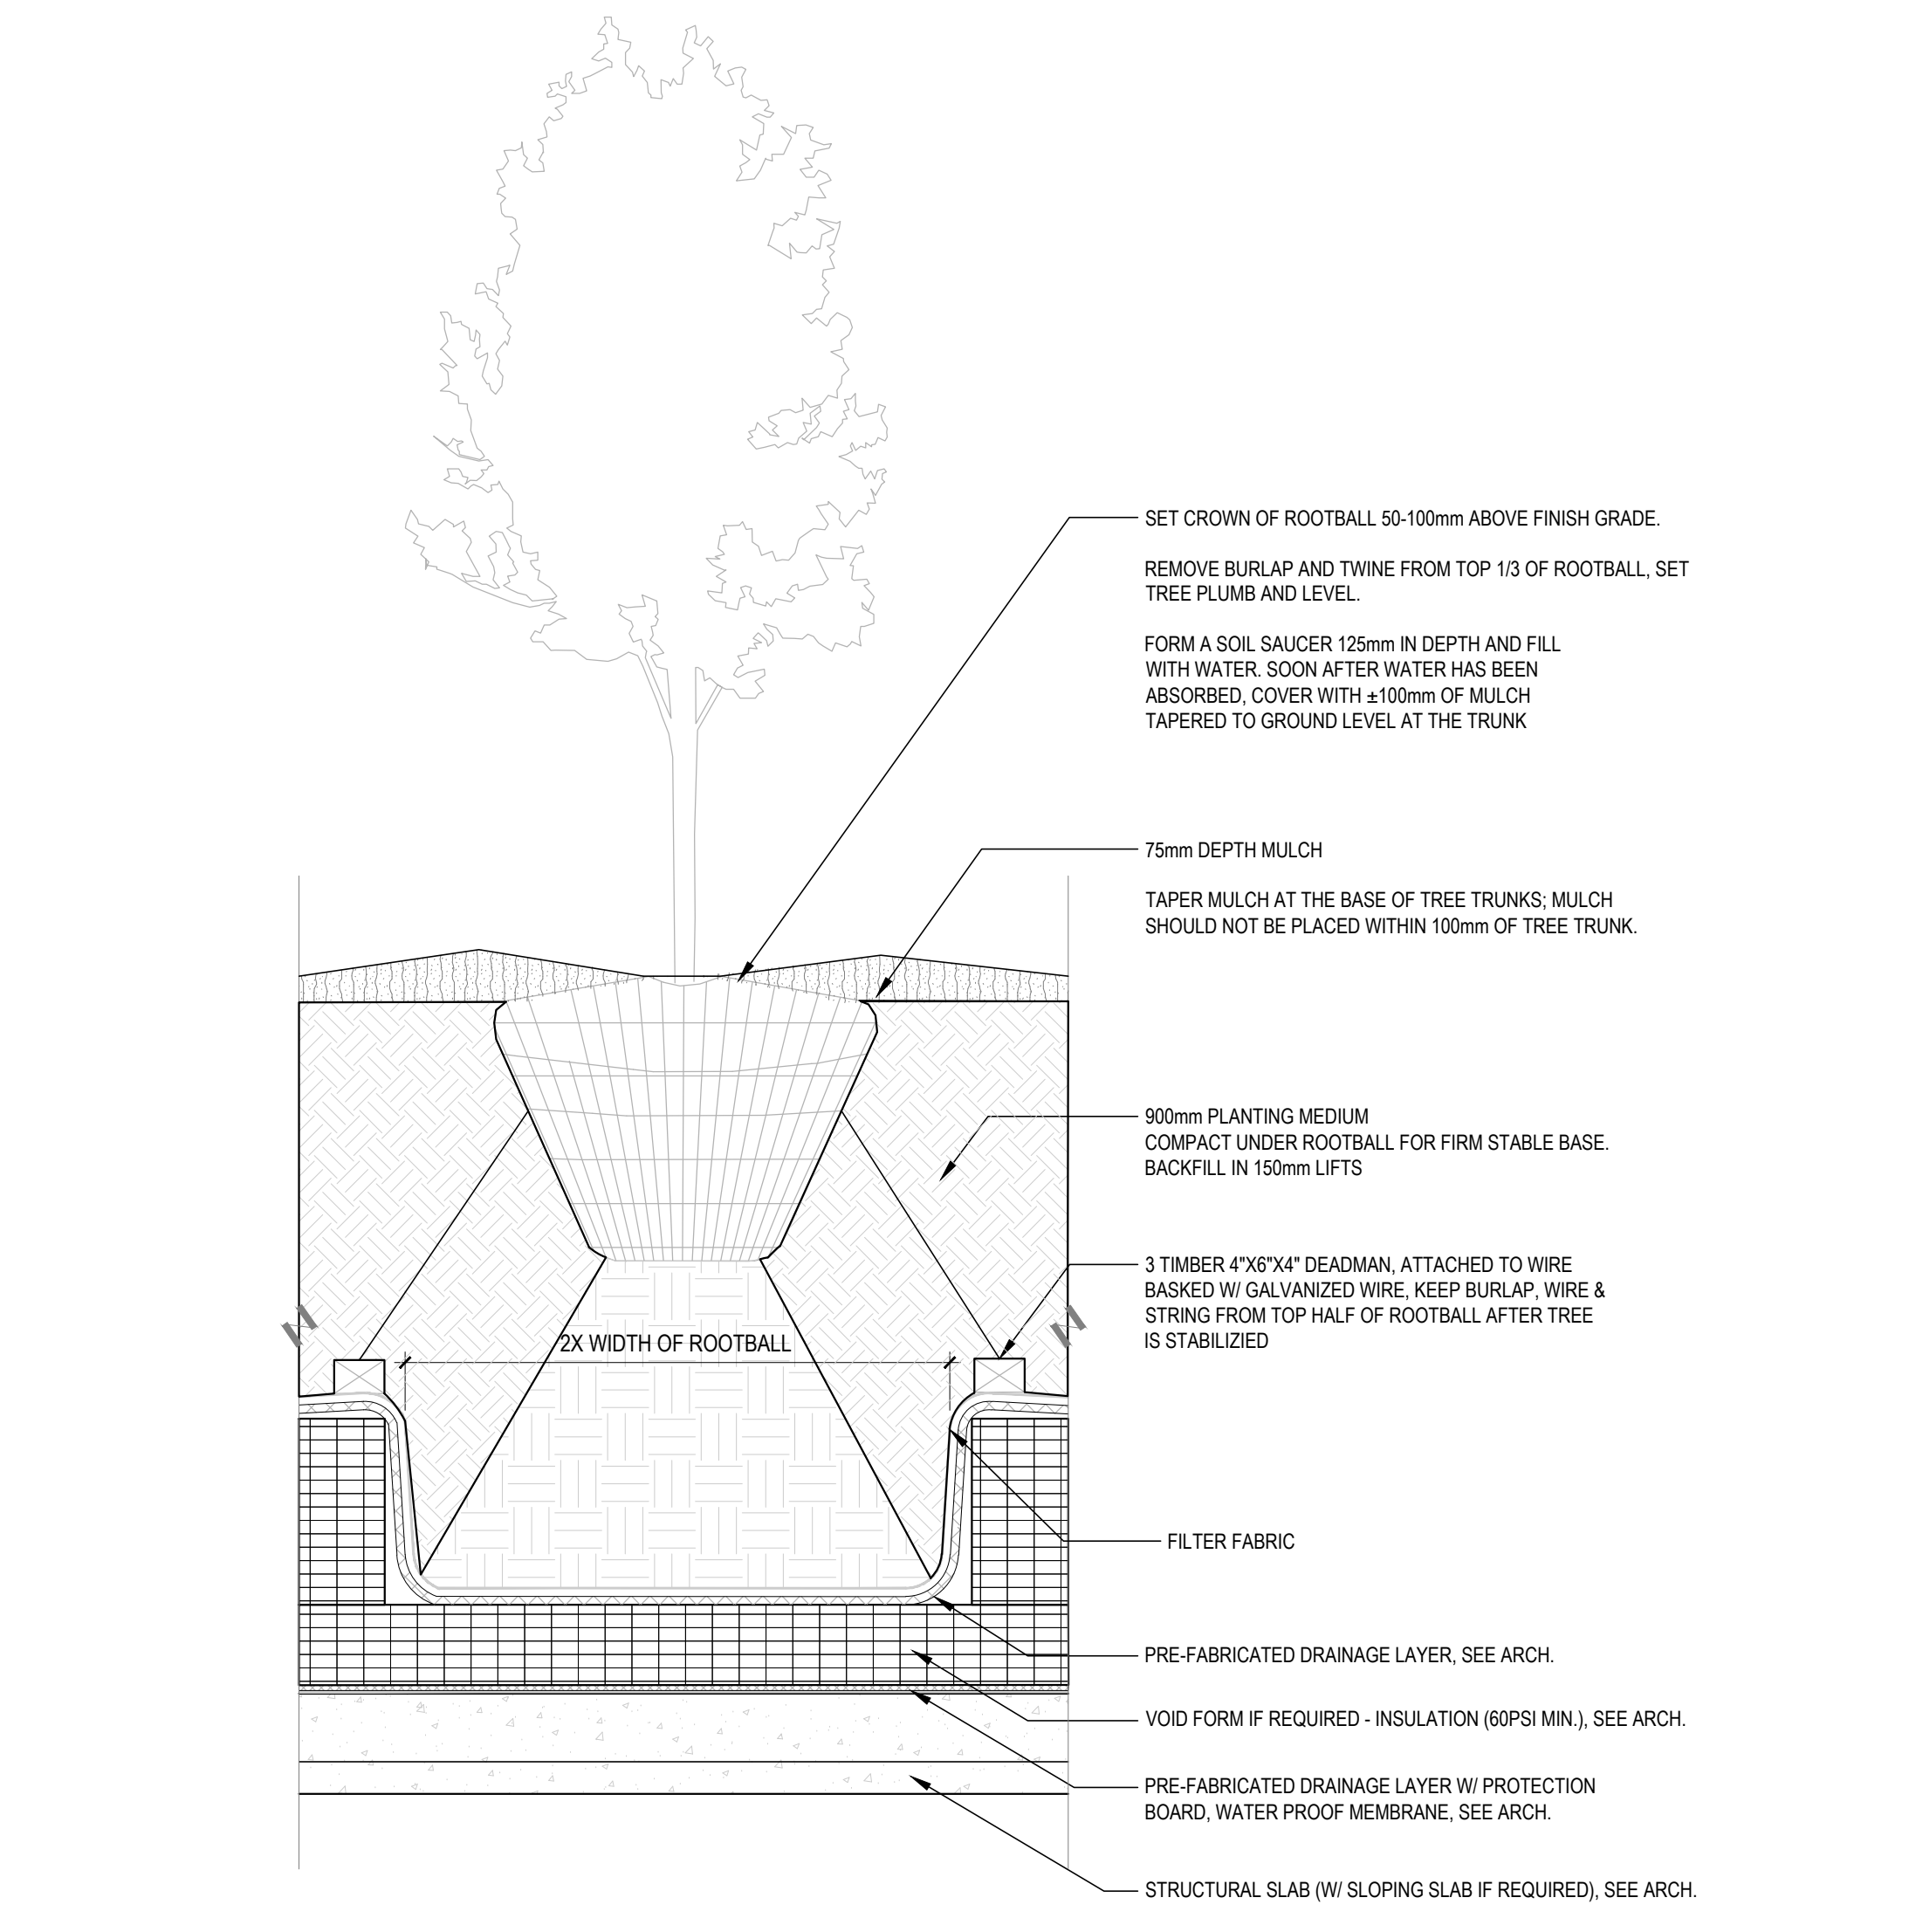 SET CROWN OF ROOTBALL 50-100mm ABOVE FINISH GRADE.
REMOVE BURLAP AND TWINE FROM TOP 1/3 OF ROOTBALL, SET
TREE PLUMB AND LEVEL.
FORM A SOIL SAUCER 125mm IN DEPTH AND FILL
WITH WATER. SOON AFTER WATER HAS BEEN
ABSORBED, COVER WITH ±100mm OF MULCH
TAPERED TO GROUND LEVEL AT THE TRUNK
75mm DEPTH MULCH
TAPER MULCH AT THE BASE OF TREE TRUNKS; MULCH
SHOULD NOT BE PLACED WITHIN 100mm OF TREE TRUNK.
900mm PLANTING MEDIUM
COMPACT UNDER ROOTBALL FOR FIRM STABLE BASE.
BACKFILL IN 150mm LIFTS
3 TIMBER 4"X6"X4" DEADMAN, ATTACHED TO WIRE
BASKED W/ GALVANIZED WIRE, KEEP BURLAP, WIRE &
STRING FROM TOP HALF OF ROOTBALL AFTER TREE
IS STABILIZIED
2X WIDTH OF ROOTBALL
FILTER FABRIC
PRE-FABRICATED DRAINAGE LAYER, SEE ARCH.
VOID FORM IF REQUIRED - INSULATION (60PSI MIN.), SEE ARCH.
PRE-FABRICATED DRAINAGE LAYER W/ PROTECTION
BOARD, WATER PROOF MEMBRANE, SEE ARCH.
STRUCTURAL SLAB (W/ SLOPING SLAB IF REQUIRED), SEE ARCH.